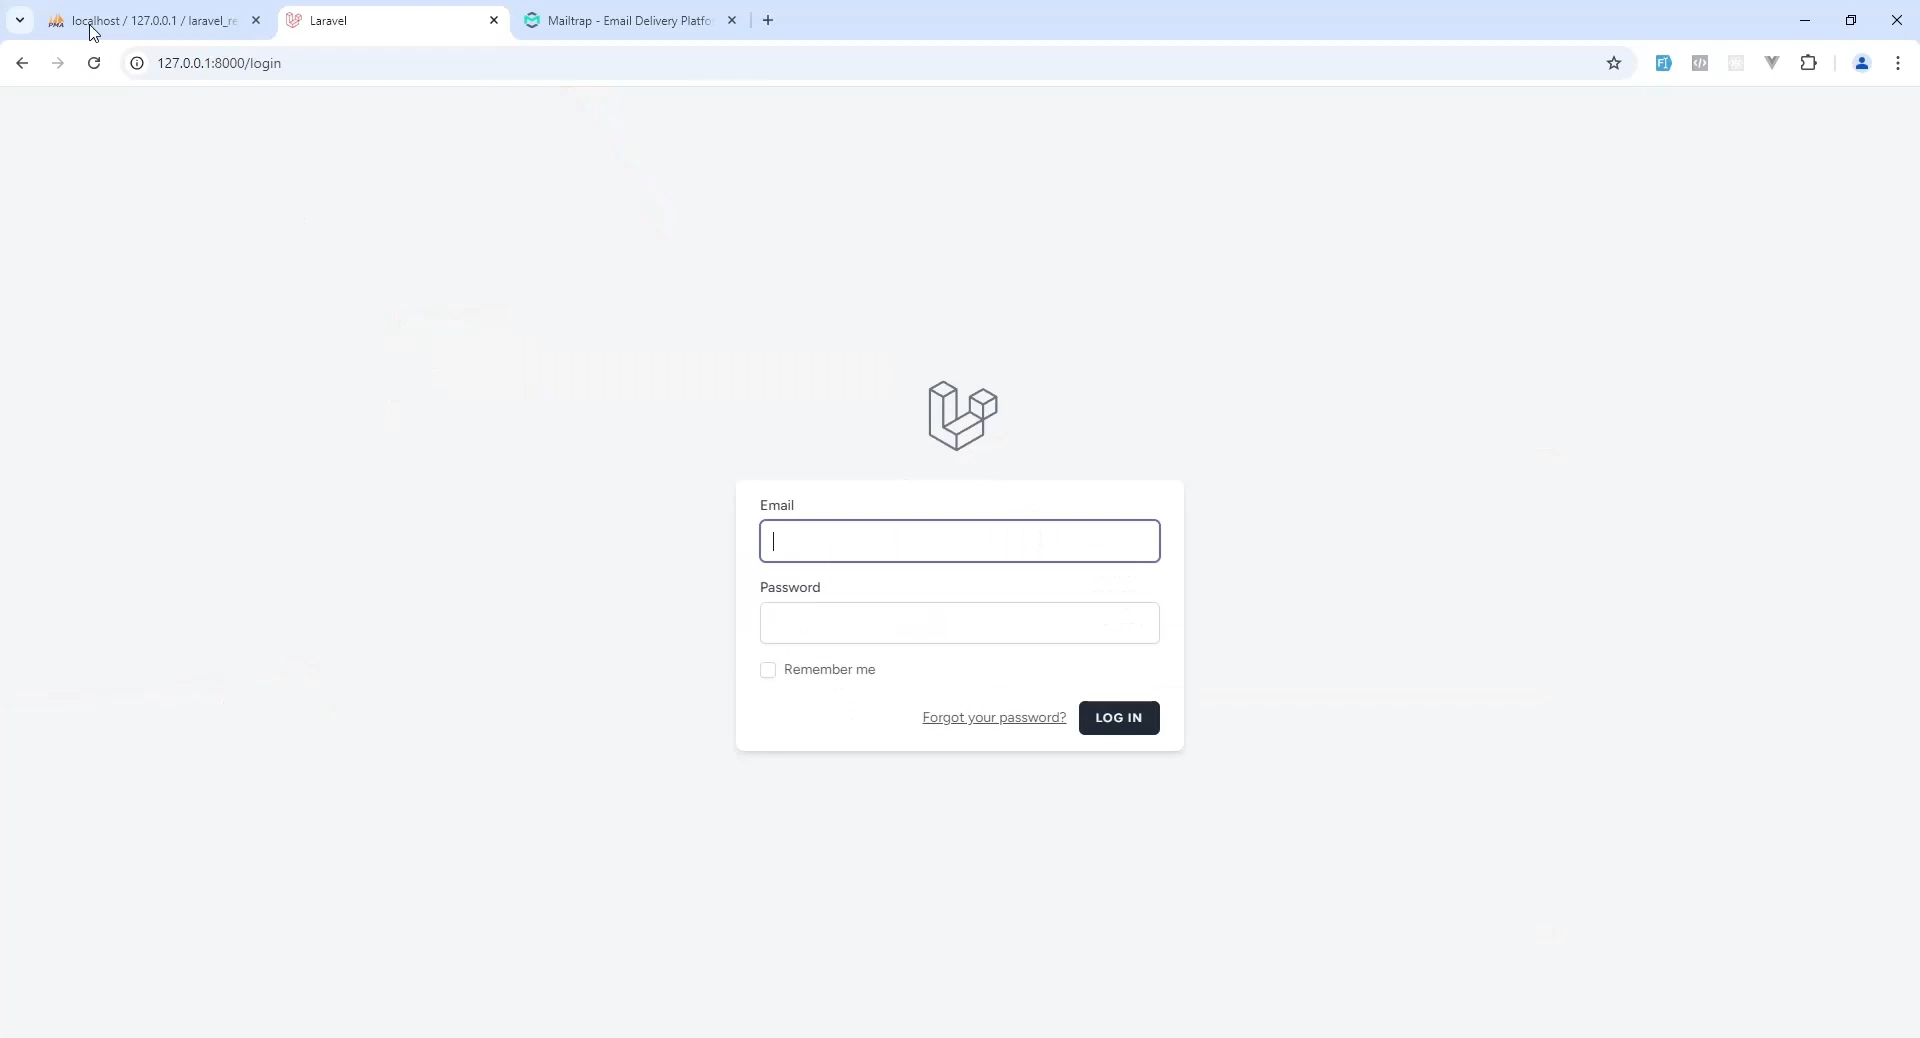 localhost / 127.0.0.1 / laravel_re
Laravel
Mailtrap - Email Delivery Platfo
127.0.0.1:8000/login
Email
Password
Remember me
Forgot your password?
LOG IN